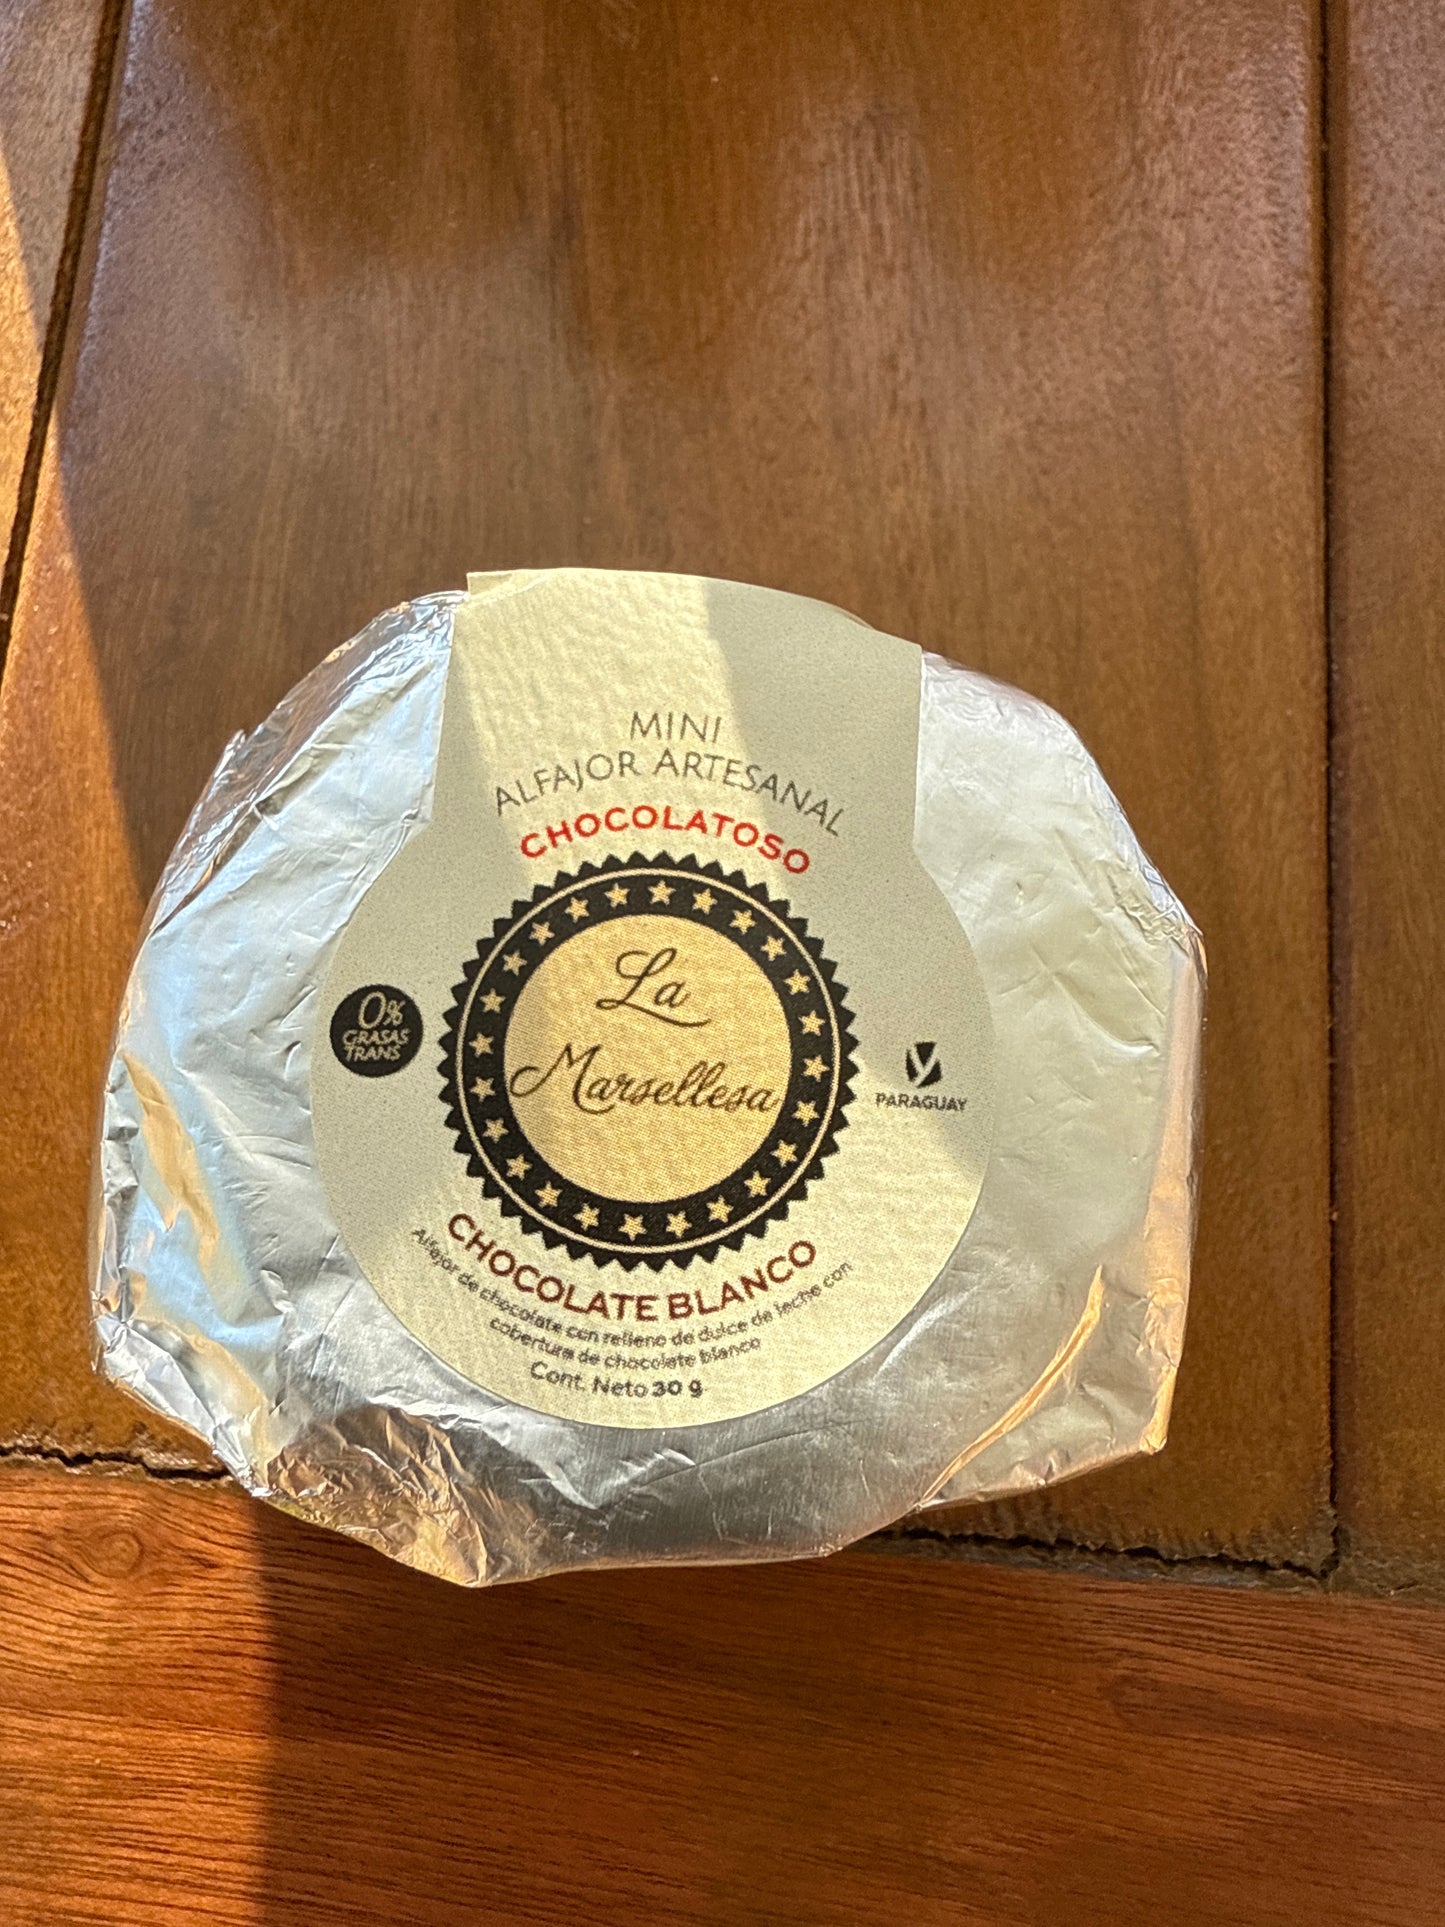 MINI
ALFAJOR ARTESANAL
CHOCOLATOSO
La
Marsellesa
0%
GRASAS
TRANS
PARAGUAY
CHOCOLATE BLANCO
Alfajor de chocolate con relleno de dulce de leche con
cobertura de chocolate blanco
Cont. Neto 30 g